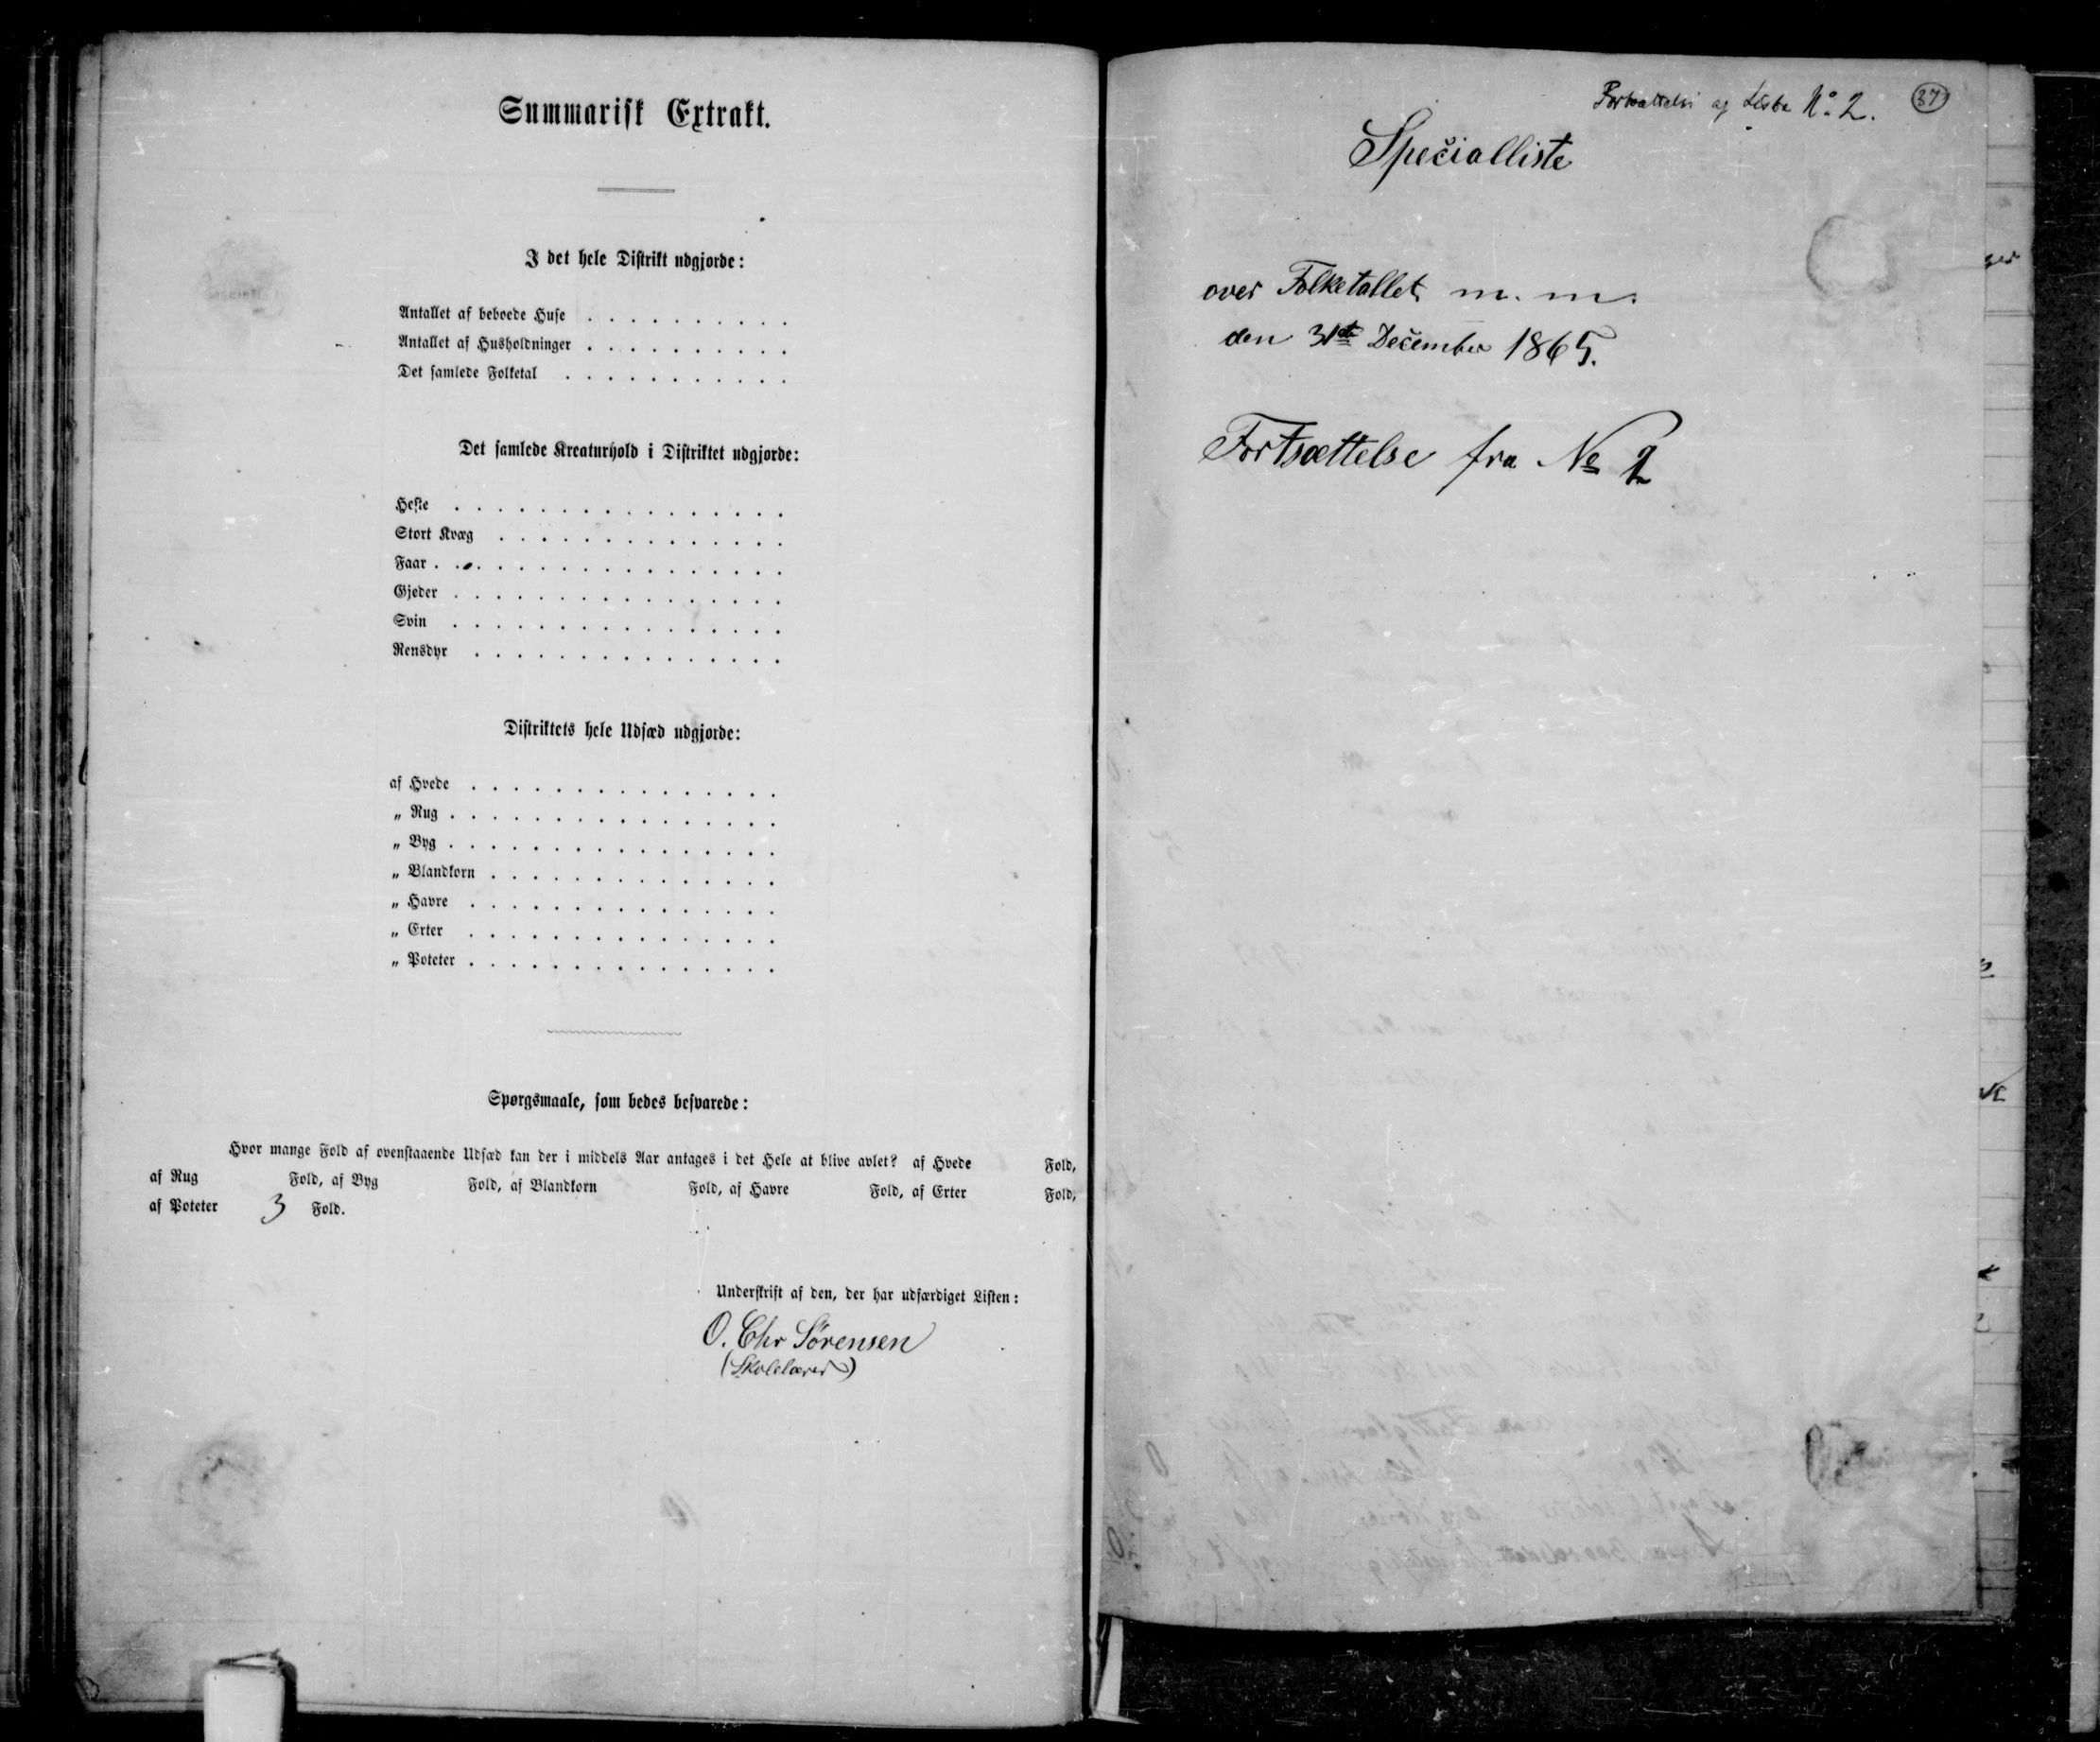 Summarisk Extrakt.
I det hele Distrikt udgjorde:
Antallet af beboede Huse . . . . . . . . . .
Antallet af Husholdninger . . . . . . . . . .
Det samlede Folketal . . . . . . . . . . .
Det samlede Kreaturhold i Distriktet udgjorde:
Heste . . . . . . . . . . . . . . . .
Stort Kvæg . . . . . . . . . . . . . .
Faar . . . . . . . . . . . . . . . . .
Gjeder . . . . . . . . . . . . . . . .
Svin . . . . . . . . . . . . . . . .
Rensdyr . . . . . . . . . . . . . . .
Distriktets hele Udsæd udgjorde:
af Hvede . . . . . . . . . . . . . . .
„ Rug . . . . . . . . . . . . . . . .
„ Byg . . . . . . . . . . . . . . . .
„ Blandkorn . . . . . . . . . . . . . .
„ Havre . . . . . . . . . . . . . . .
„ Erter . . . . . . . . . . . . . . .
„ Poteter . . . . . . . . . . . . . . .
Spørgsmaale, som bedes besvarede:
Hvor mange Fold af ovenstaaende Udsæd kan der i middels Aar antages i det Hele at blive avlet? af Hvede Fold,
af Rug Fold, af Byg Fold, af Blandkorn Fold, af Havre Fold, af Erter Fold,
af Poteter 3 Fold.
Underskrift af den, der har udfærdiget Listen:
O. Chr Sørensen
(Skolelærer)
Fortsættelse af Liste No 2. 37
Specialliste
over Folketallet m. m.
den 31te December 1865.
Fortsættelse fra No 2